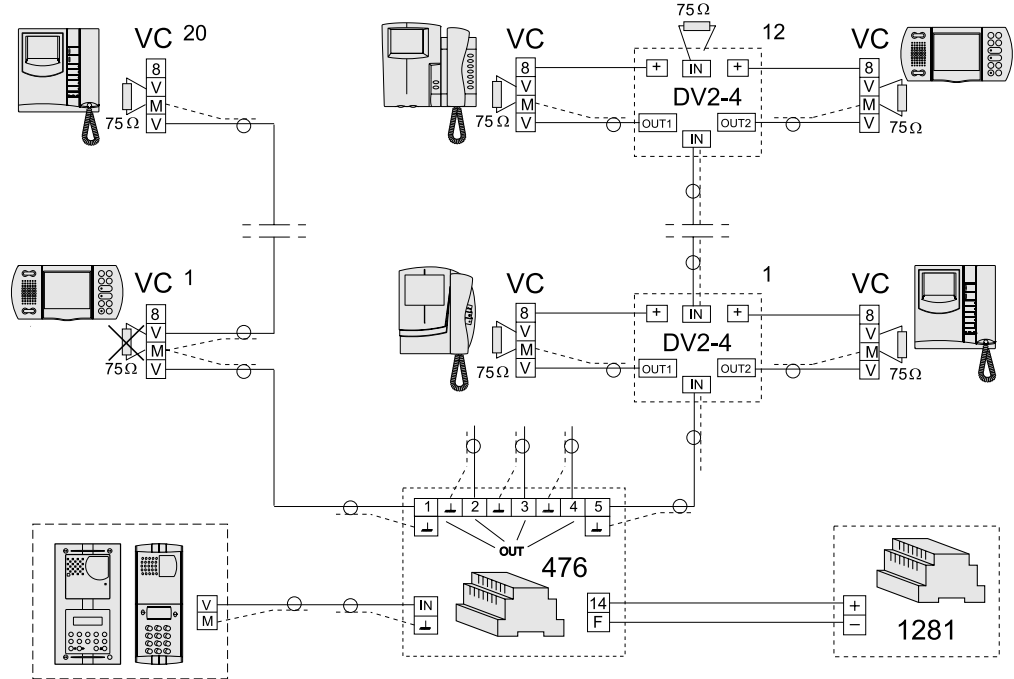 VC 20
8
V
M
V
75Ω
VC
8
V
M
V
75Ω
75Ω
12
+ IN +
DV2-4
OUT1 OUT2
IN
VC
8
V
M
V
75Ω
VC 1
8
V
M
V
75Ω
VC
8
V
M
V
75Ω
1
+ IN +
DV2-4
OUT1 OUT2
IN
VC
8
V
M
V
75Ω
1 2 3 4 5
OUT
476
IN
14
F
V
M
+
−
1281